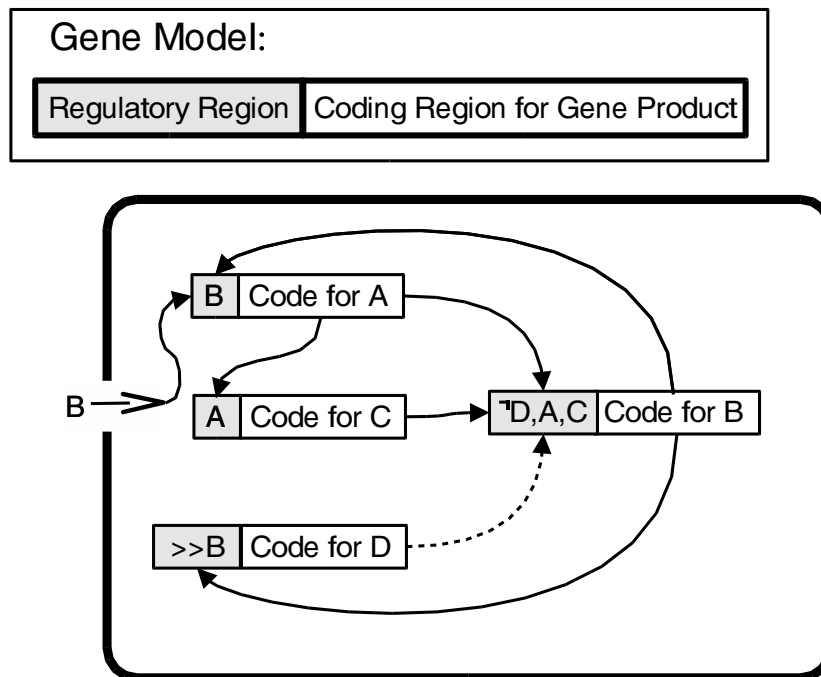 Gene Model:
Regulatory Region Coding Region for Gene Product
B Code for A
B
A Code for C
¬D,A,C Code for B
>>B Code for D